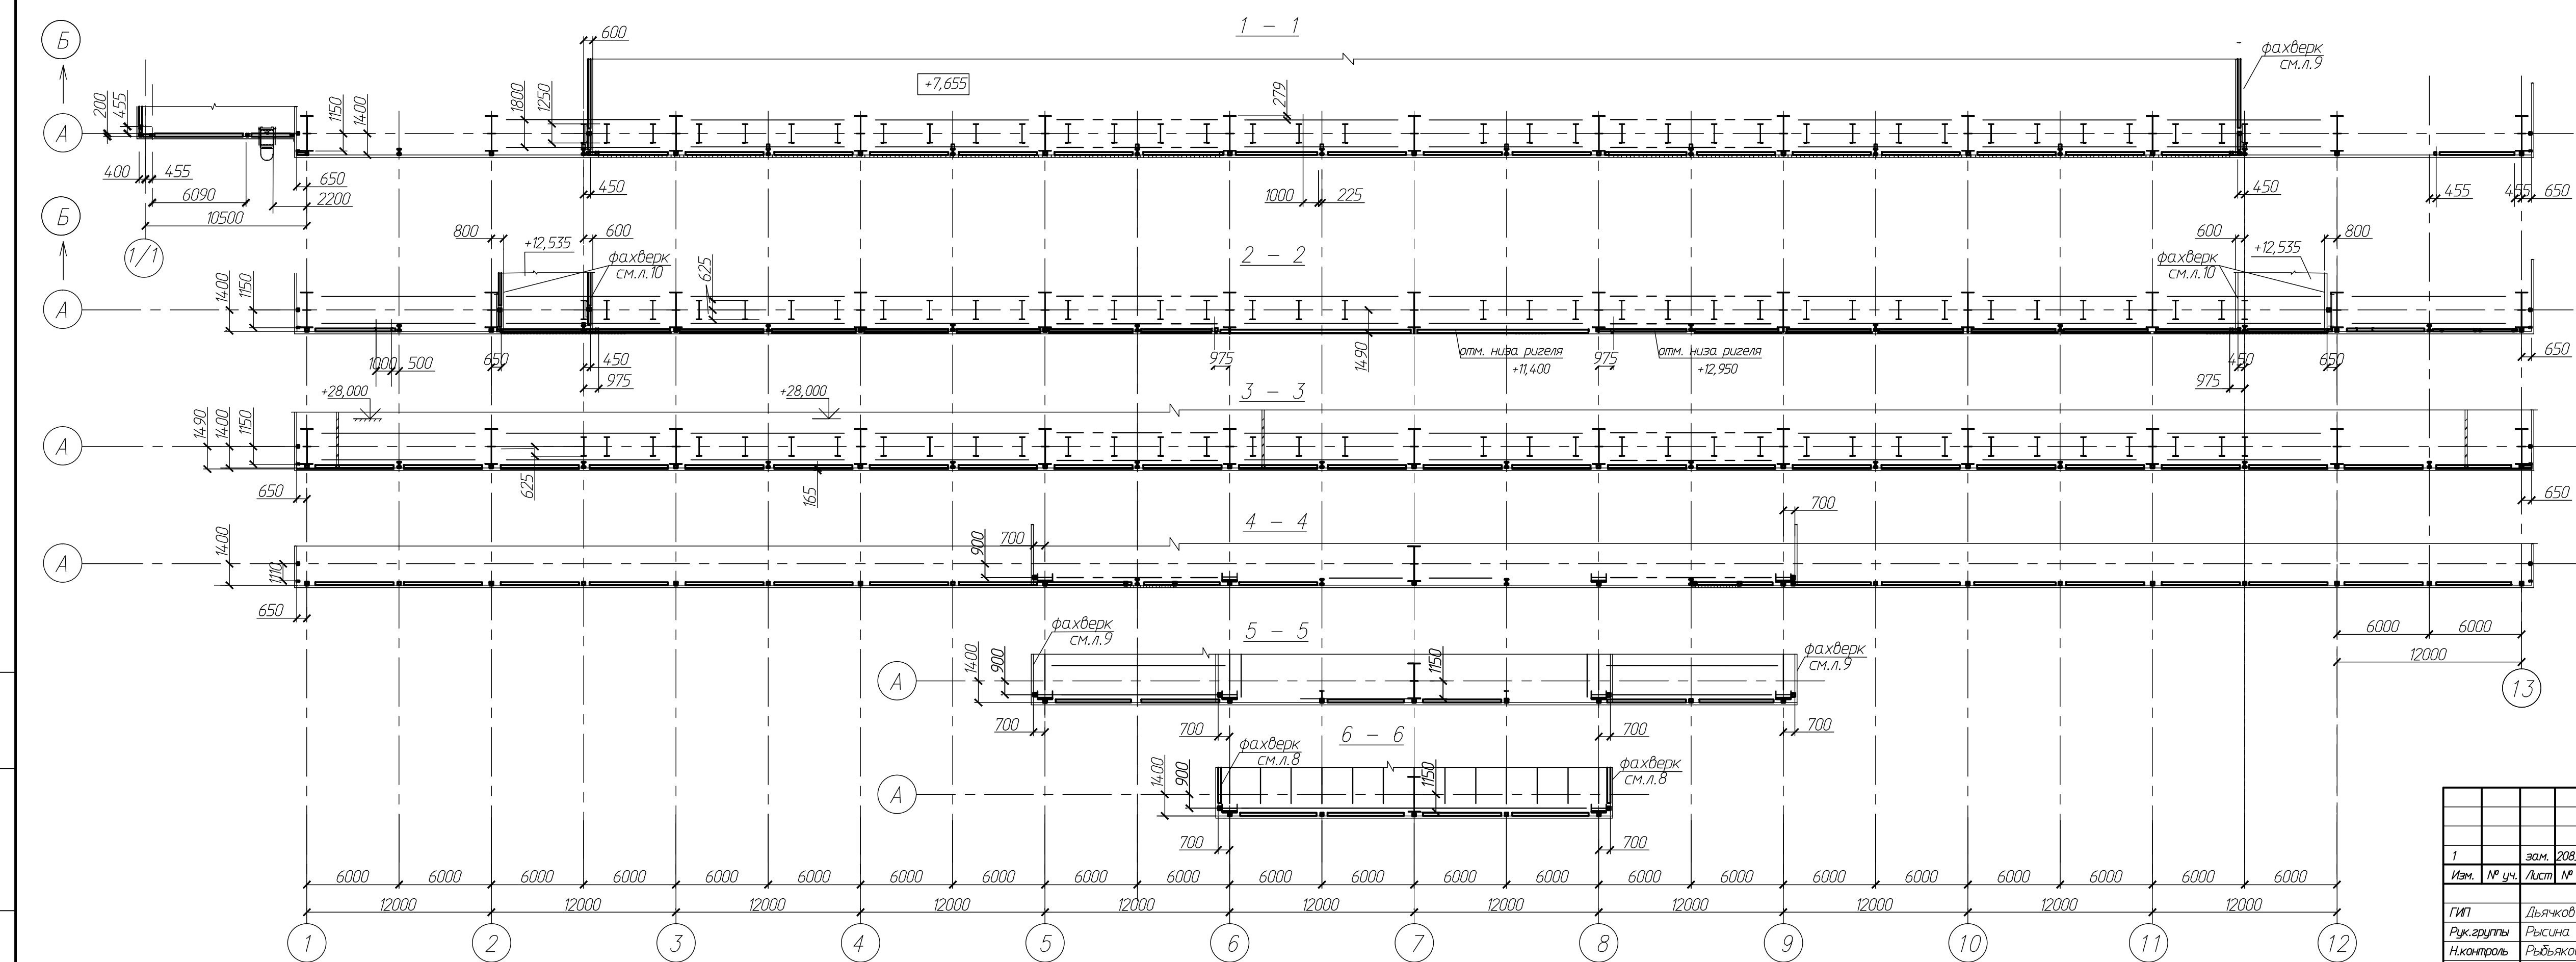 1 - 1
Б
600
фахверк
см.л.9
+7,655
200
455
1150
1400
1800
1250
279
А
400
455
6090
10500
650
2200
450
1000
225
450
455
455
650
Б
1/1
800
+12,535
600
фахверк
см.л.10
625
2 - 2
600
+12,535
800
фахверк
см.л.10
1400
1150
А
1000
500
650
450
975
975
1490
отм. низа ригеля
+11,400
975
отм. низа ригеля
+12,950
450
650
975
650
3 - 3
+28,000
+28,000
1490
1400
1150
А
650
625
165
650
4 - 4
700
1400
1110
700
900
А
650
6000
6000
12000
13
5 - 5
фахверк
см.л.9
1400
900
1150
фахверк
см.л.9
А
700
700
700
700
6 - 6
фахверк
см.л.8
1400
900
1150
фахверк
см.л.8
А
700
700
6000 6000 6000 6000 6000 6000 6000 6000 6000 6000 6000 6000 6000 6000 6000 6000 6000 6000 6000 6000 6000 6000
12000 12000 12000 12000 12000 12000 12000 12000 12000 12000 12000
1 2 3 4 5 6 7 8 9 10 11 12
1 зам. 208.
Изм. № уч. Лист №
ГИП Дьячков
Рук.группы Рысина
Н.контроль Рыбьяко